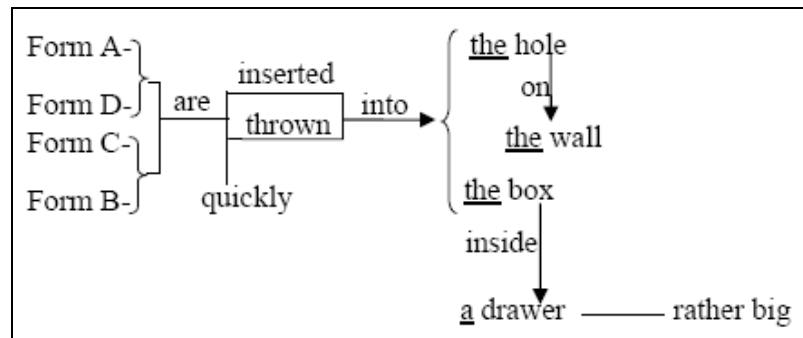 Form A-
Form D-
Form C-
Form B-
are
inserted
thrown
quickly
into
the hole
on
the wall
the box
inside
a drawer
rather big